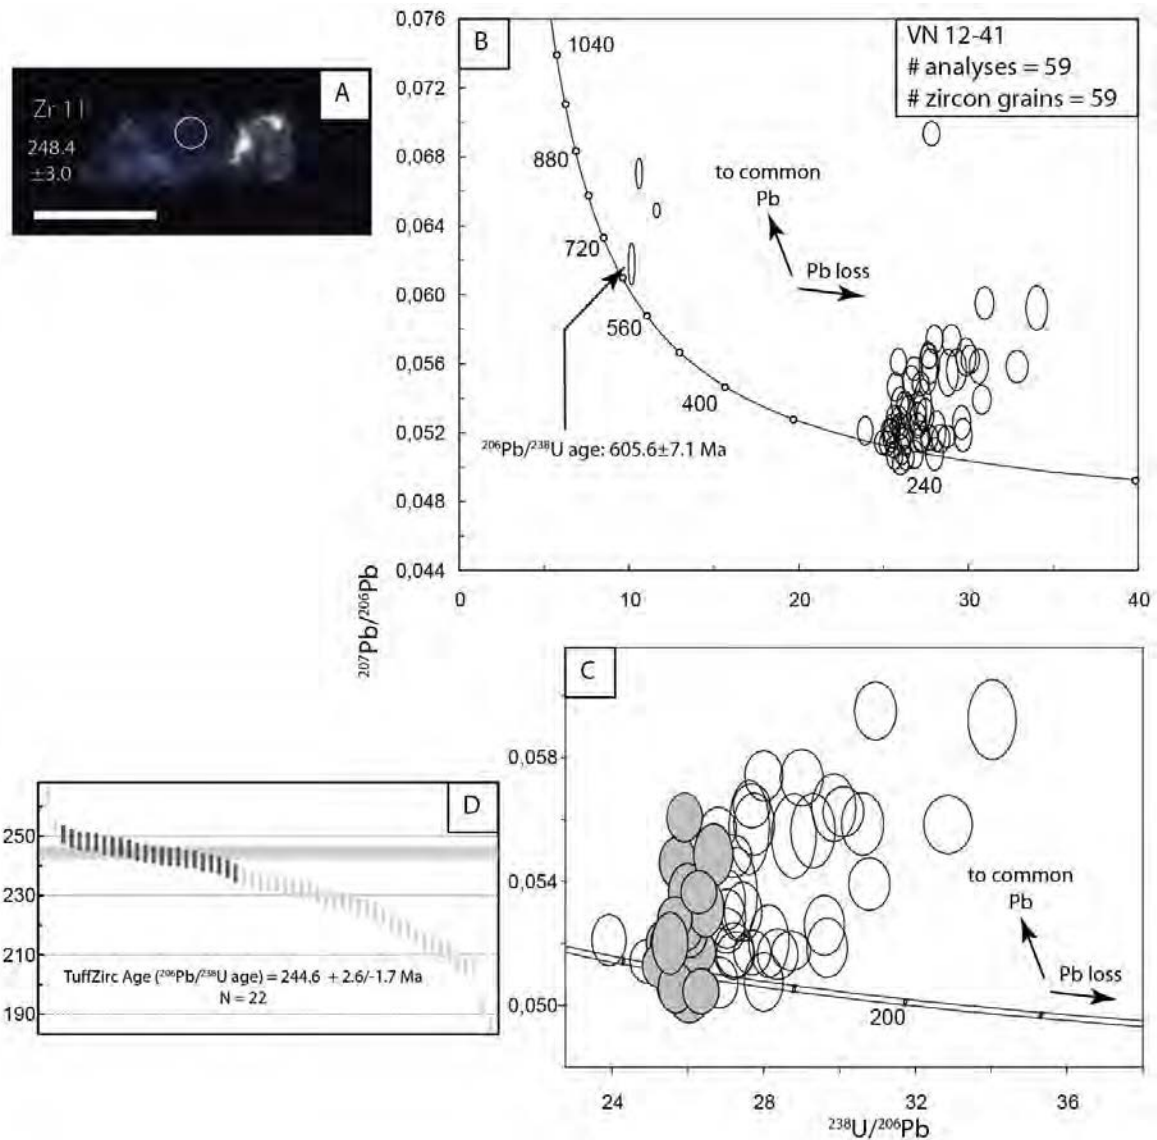 A
Zr 11
248.4
±3.0
B
VN 12-41
# analyses = 59
# zircon grains = 59
0,076
0,072
0,068
0,064
0,060
0,056
0,052
0,048
0,044
1040
880
720
560
400
240
to common
Pb
Pb loss
²⁰⁶Pb/²³⁸U age: 605.6±7.1 Ma
0
10
20
30
40
²⁰⁷Pb/²⁰⁶Pb
C
0,058
0,054
0,050
to common
Pb
Pb loss
200
24
28
32
36
²³⁸U/²⁰⁶Pb
D
250
230
210
190
TuffZirc Age (²⁰⁶Pb/²³⁸U age) = 244.6 + 2.6/-1.7 Ma
N = 22